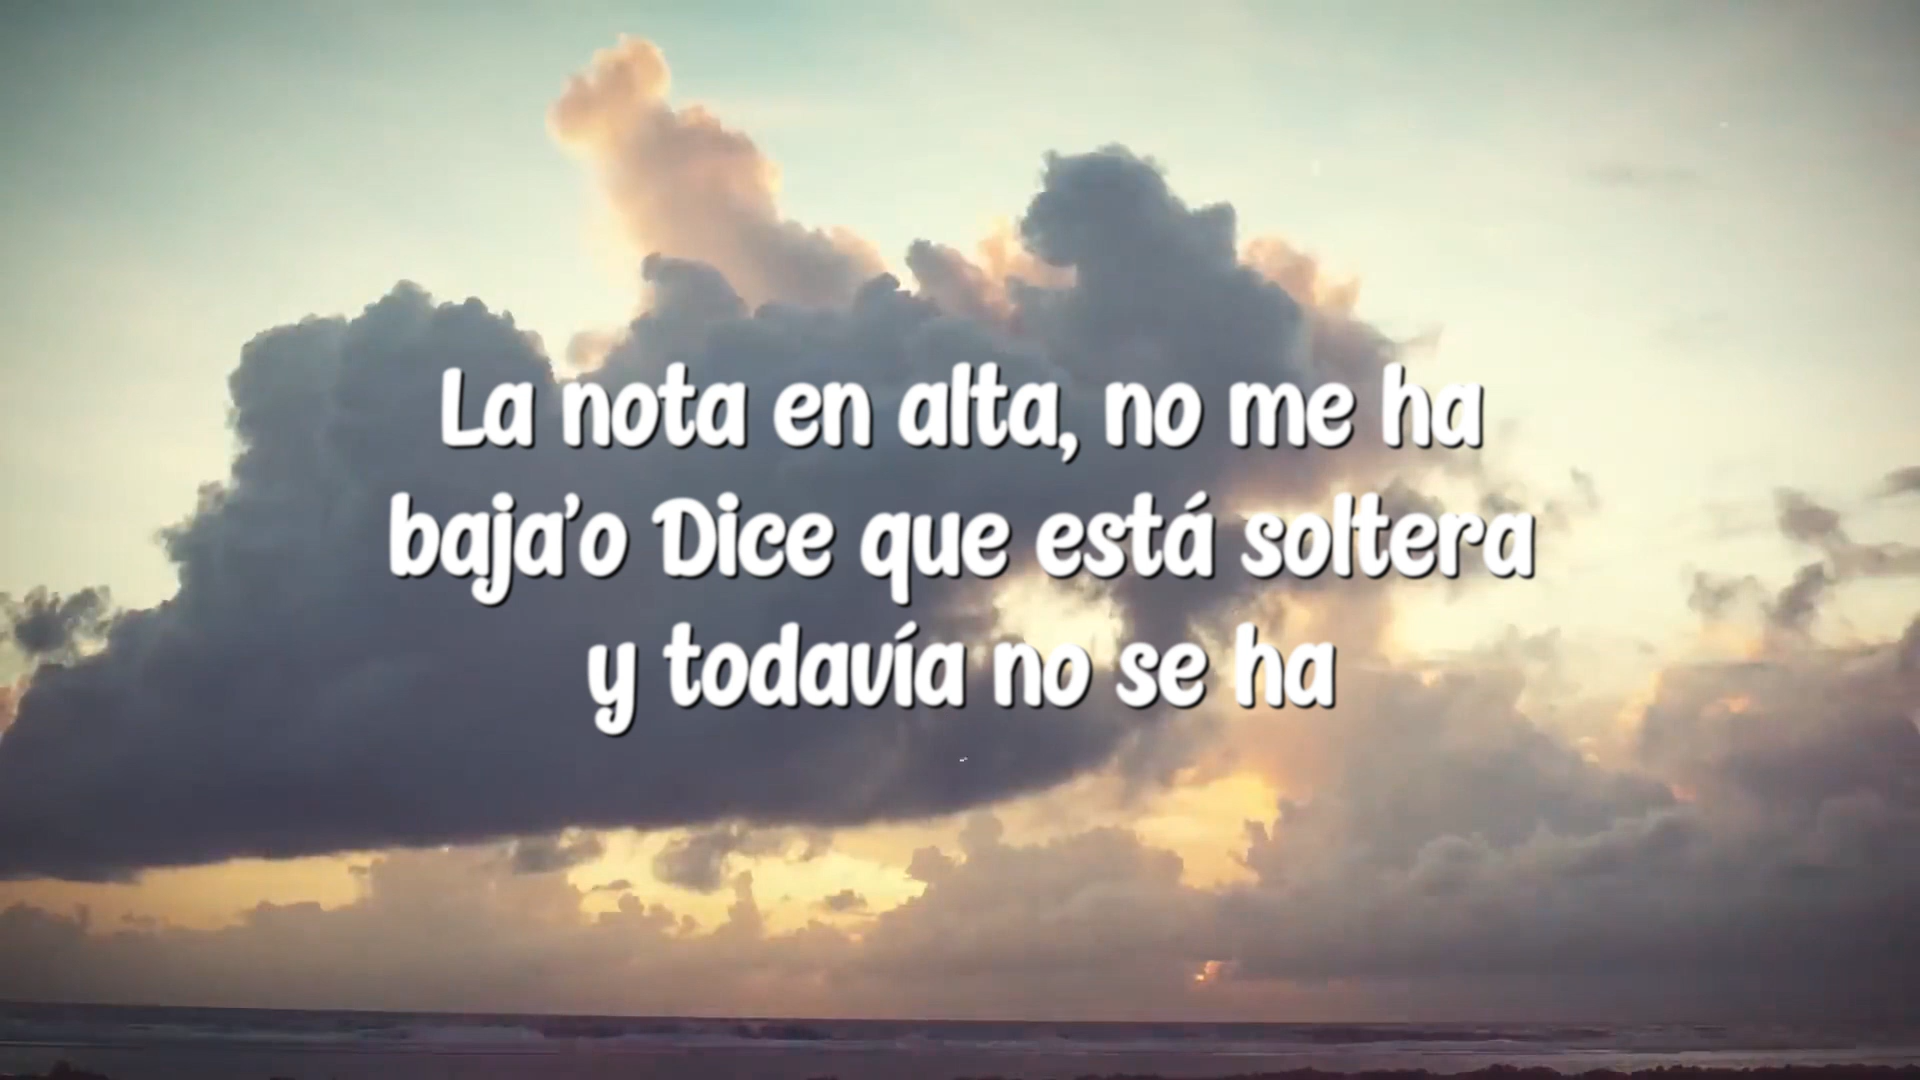 La nota en alta, no me ha
baja'o Dice que está soltera
y todavía no se ha